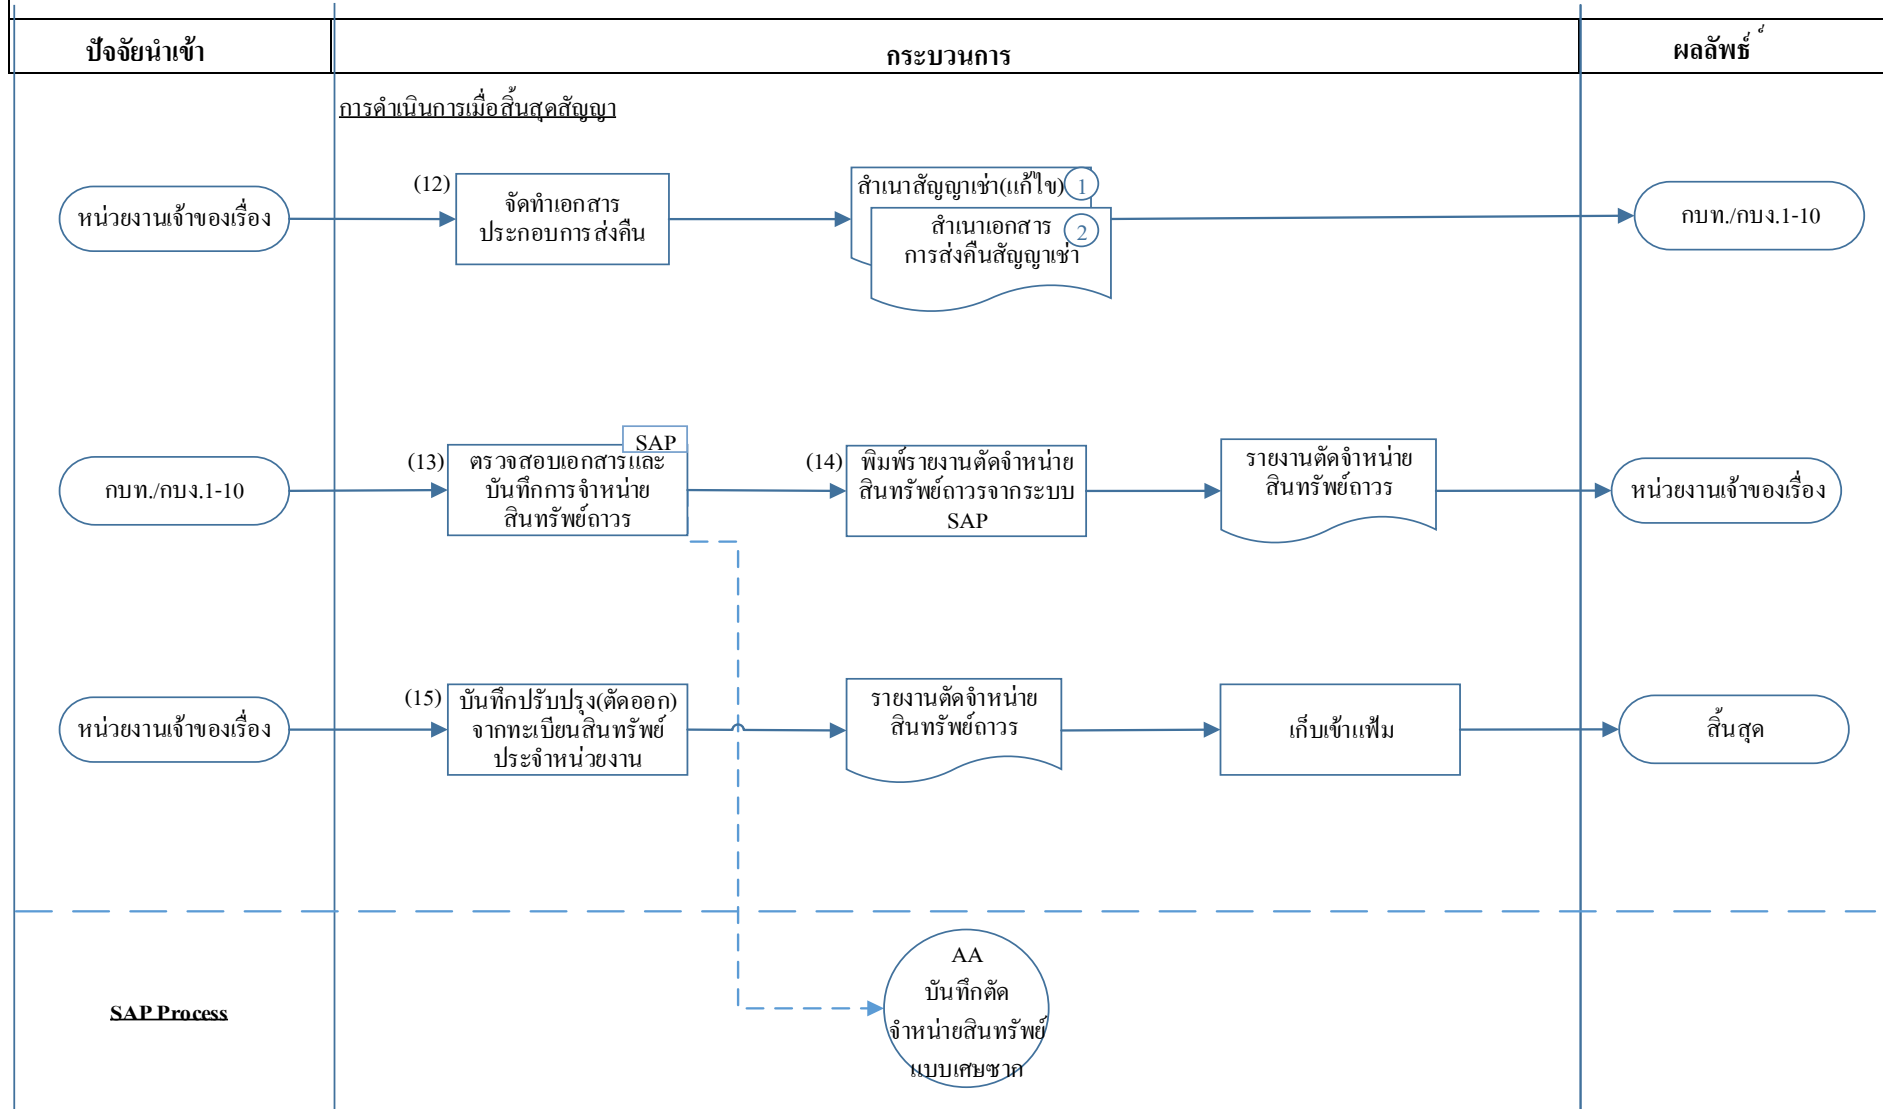 ปัจจัยนำเข้า
กระบวนการ
ผลลัพธ์ ์
การดำเนินการเมื่อสิ้นสุดสัญญา
หน่วยงานเจ้าของเรื่อง
(12)
จัดทำเอกสาร
ประกอบการส่งคืน
สำเนาสัญญาเช่า(แก้ไข)
1
สำเนาเอกสาร
การส่งคืนสัญญาเช่า
2
กบท./กบง.1-10
กบท./กบง.1-10
(13)
SAP
ตรวจสอบเอกสารและ
บันทึกการจำหน่าย
สินทรัพย์ถาวร
(14)
พิมพ์รายงานตัดจำหน่าย
สินทรัพย์ถาวรจากระบบ
SAP
รายงานตัดจำหน่าย
สินทรัพย์ถาวร
หน่วยงานเจ้าของเรื่อง
หน่วยงานเจ้าของเรื่อง
(15)
บันทึกปรับปรุง(ตัดออก)
จากทะเบียนสินทรัพย์
ประจำหน่วยงาน
รายงานตัดจำหน่าย
สินทรัพย์ถาวร
เก็บเข้าแฟ้ม
สิ้นสุด
SAP Process
AA
บันทึกตัด
จำหน่ายสินทรัพย์
แบบเศษซาก